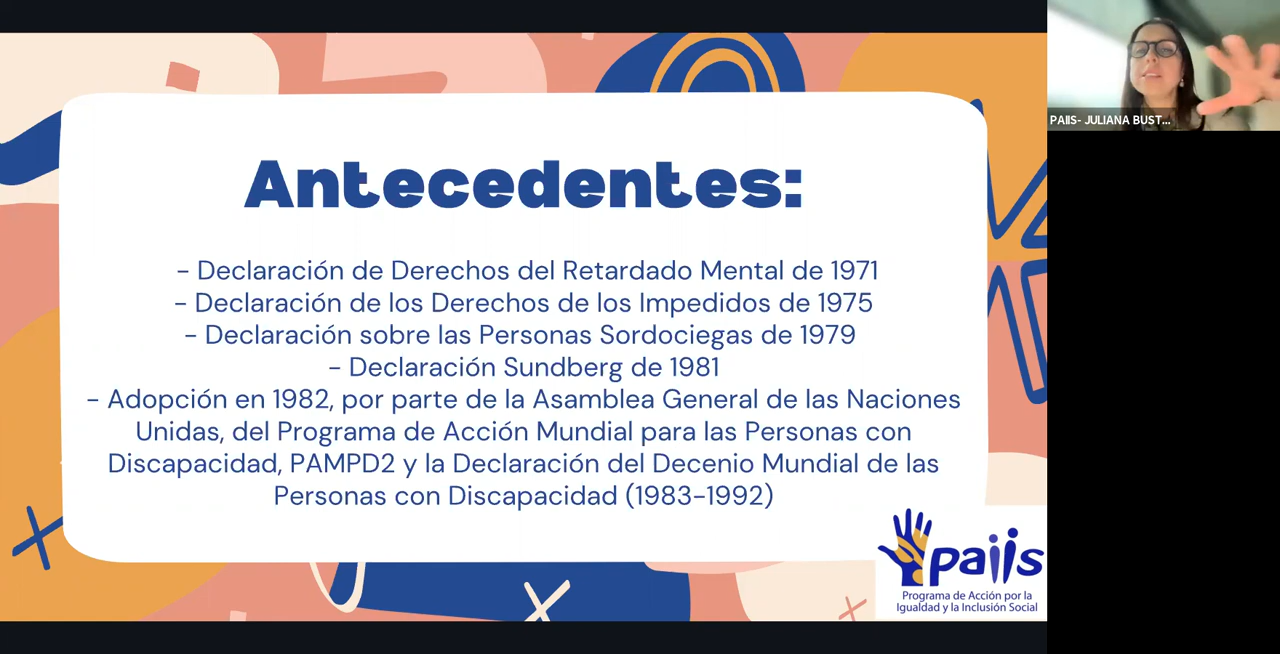 Antecedentes:
- Declaración de Derechos del Retardado Mental de 1971
- Declaración de los Derechos de los Impedidos de 1975
- Declaración sobre las Personas Sordociegas de 1979
- Declaración Sundberg de 1981
- Adopción en 1982, por parte de la Asamblea General de las Naciones
Unidas, del Programa de Acción Mundial para las Personas con
Discapacidad, PAMPD2 y la Declaración del Decenio Mundial de las
Personas con Discapacidad (1983-1992)
paiis
Programa de Acción por la
Igualdad y la Inclusión Social
PAIIS- JULIANA BUST...